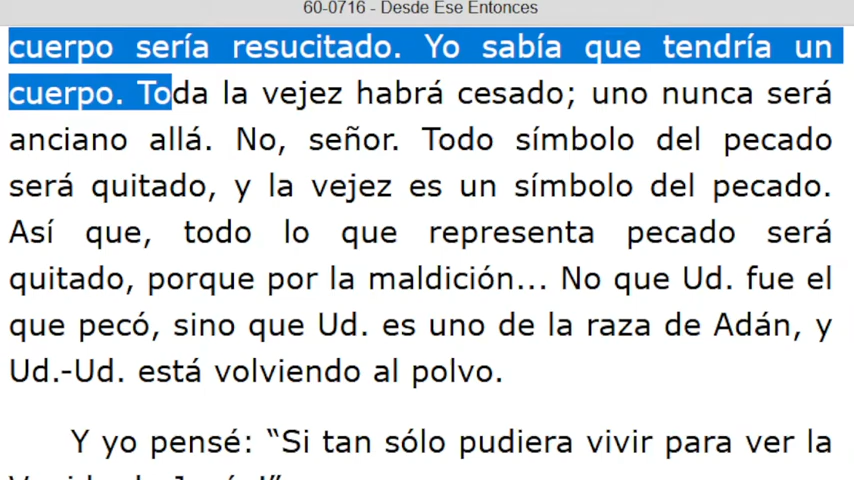 60-0716 - Desde Ese Entonces
cuerpo sería resucitado. Yo sabía que tendría un
cuerpo. Toda la vejez habrá cesado; uno nunca será
anciano allá. No, señor. Todo símbolo del pecado
será quitado, y la vejez es un símbolo del pecado.
Así que, todo lo que representa pecado será
quitado, porque por la maldición... No que Ud. fue el
que pecó, sino que Ud. es uno de la raza de Adán, y
Ud.-Ud. está volviendo al polvo.
Y yo pensé: “Si tan sólo pudiera vivir para ver la